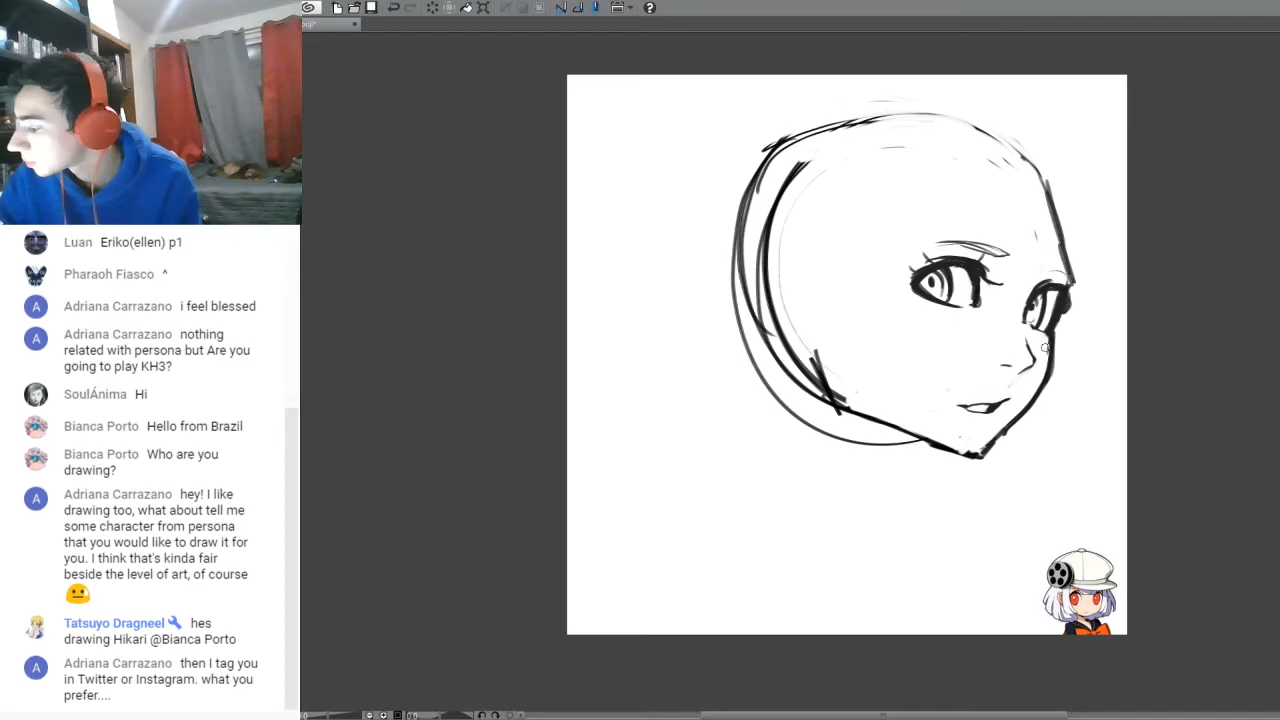 Luan Eriko(ellen) p1
Pharaoh Fiasco ^
A Adriana Carrazano i feel blessed
A Adriana Carrazano nothing
related with persona but Are you
going to play KH3?
SoulÁnima Hi
Bianca Porto Hello from Brazil
Bianca Porto Who are you
drawing?
A Adriana Carrazano hey! I like
drawing too, what about tell me
some character from persona
that you would like to draw it for
you. I think that's kinda fair
beside the level of art, of course
Tatsuyo Dragneel hes
drawing Hikari @Bianca Porto
A Adriana Carrazano then I tag you
in Twitter or Instagram. what you
prefer....